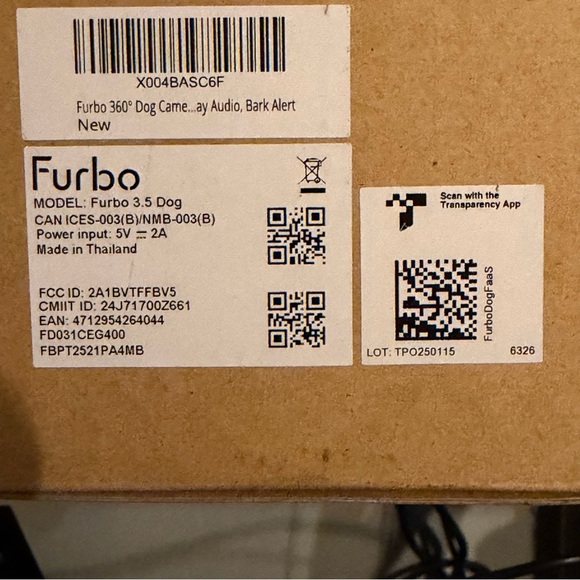 X004BASC6F
Furbo 360° Dog Came...ay Audio, Bark Alert
New
Furbo
MODEL: Furbo 3.5 Dog
CAN ICES-003(B)/NMB-003(B)
Power input: 5V ⎓ 2A
Made in Thailand
FCC ID: 2A1BVTFFBV5
CMIIT ID: 24J71700Z661
EAN: 4712954264044
FD031CEG400
FBPT2521PA4MB
Scan with the
Transparency App
FurboDogFaaS
LOT: TPO250115 6326